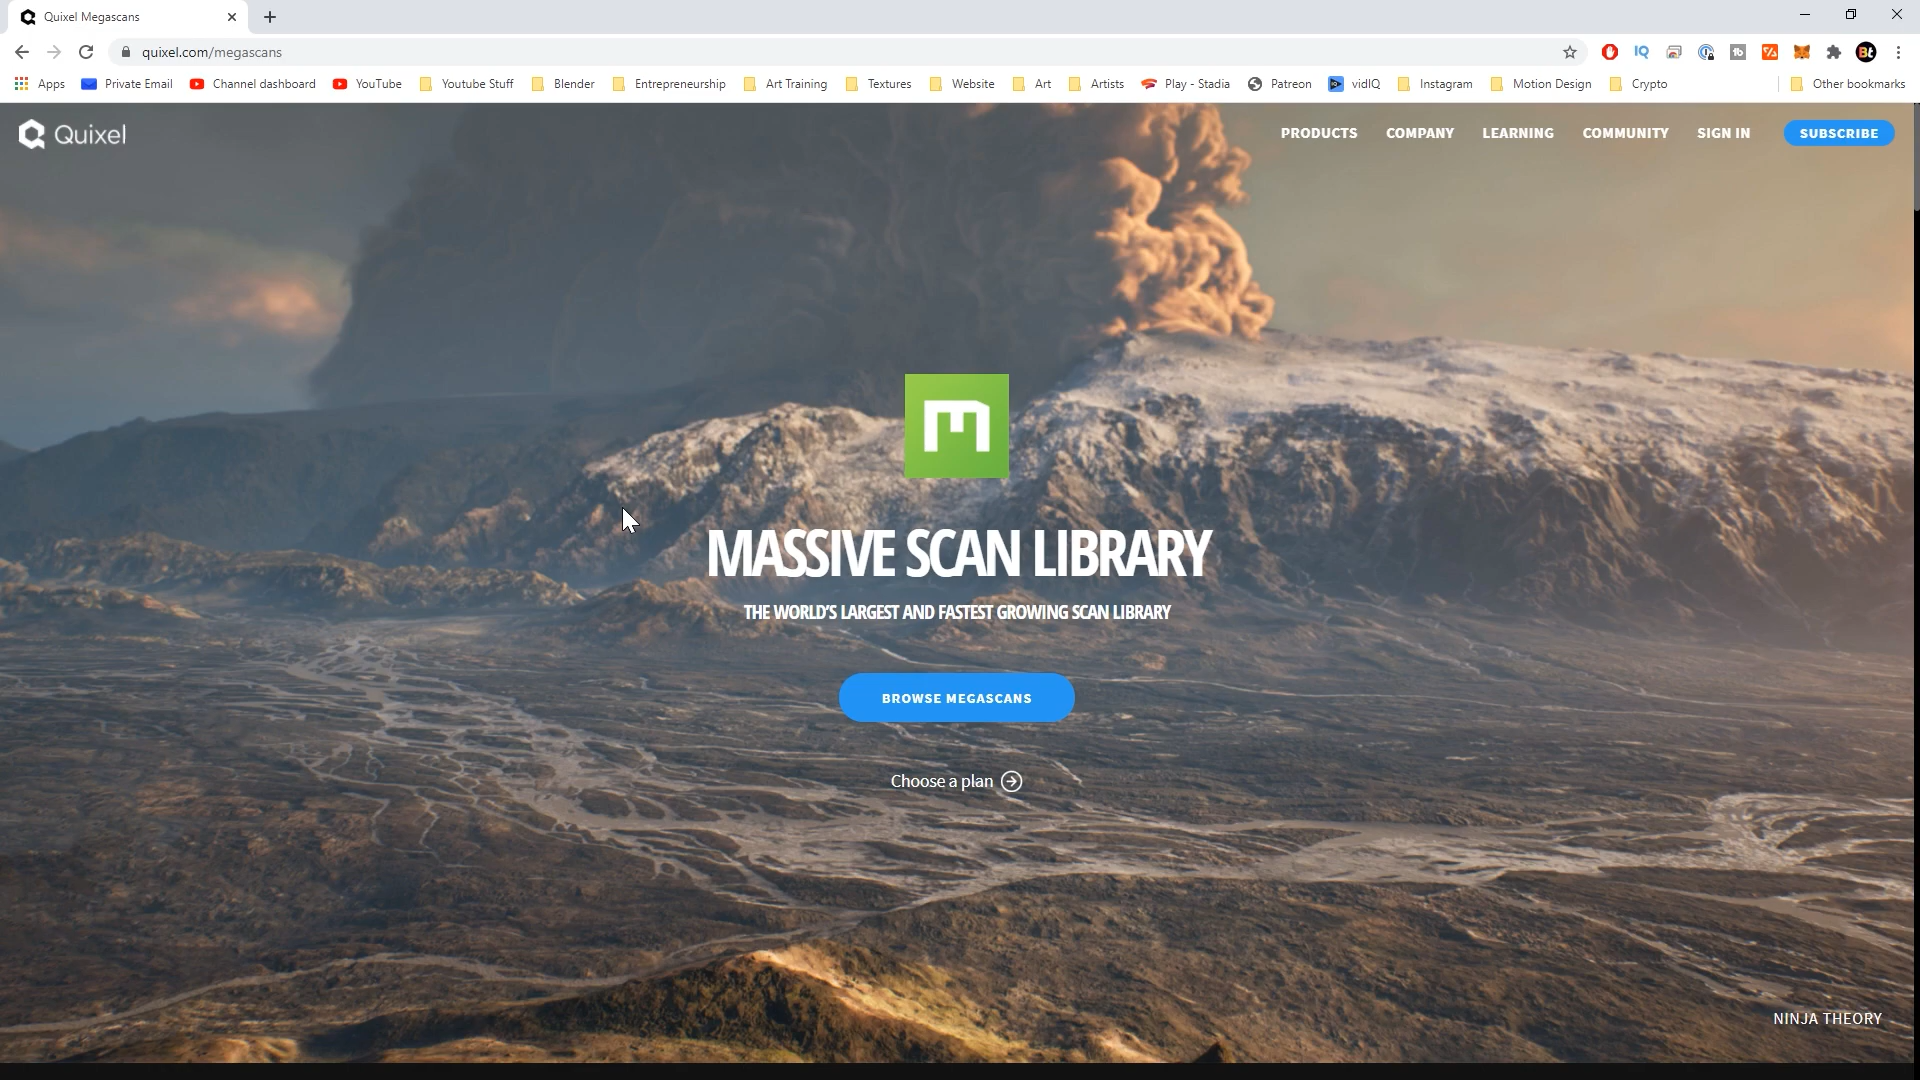 Quixel Megascans
quixel.com/megascans
IQ
Bt
Apps Private Email Channel dashboard YouTube Youtube Stuff Blender Entrepreneurship Art Training Textures Website Art Artists Play - Stadia Patreon vidIQ Instagram Motion Design Crypto Other bookmarks
Quixel PRODUCTS COMPANY LEARNING COMMUNITY SIGN IN SUBSCRIBE
m
MASSIVE SCAN LIBRARY
THE WORLD'S LARGEST AND FASTEST GROWING SCAN LIBRARY
BROWSE MEGASCANS
Choose a plan
NINJA THEORY